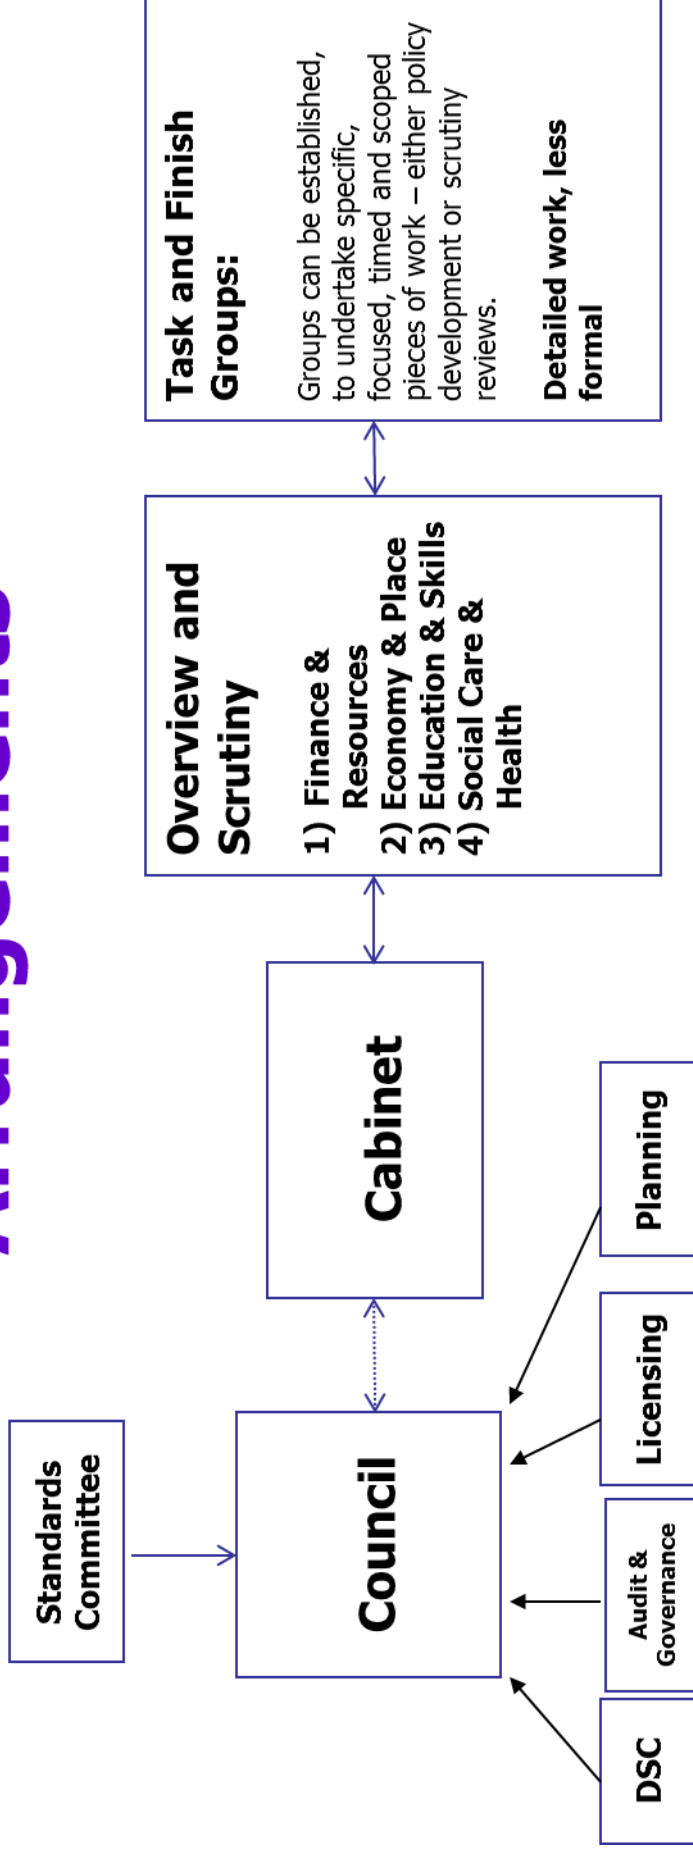 Standards
Committee
Council
Cabinet
Overview and
Scrutiny
1) Finance &
Resources
2) Economy & Place
3) Education & Skills
4) Social Care &
Health
Task and Finish
Groups:
Groups can be established,
to undertake specific,
focused, timed and scoped
pieces of work – either policy
development or scrutiny
reviews.
Detailed work, less
formal
DSC
Audit &
Governance
Licensing
Planning